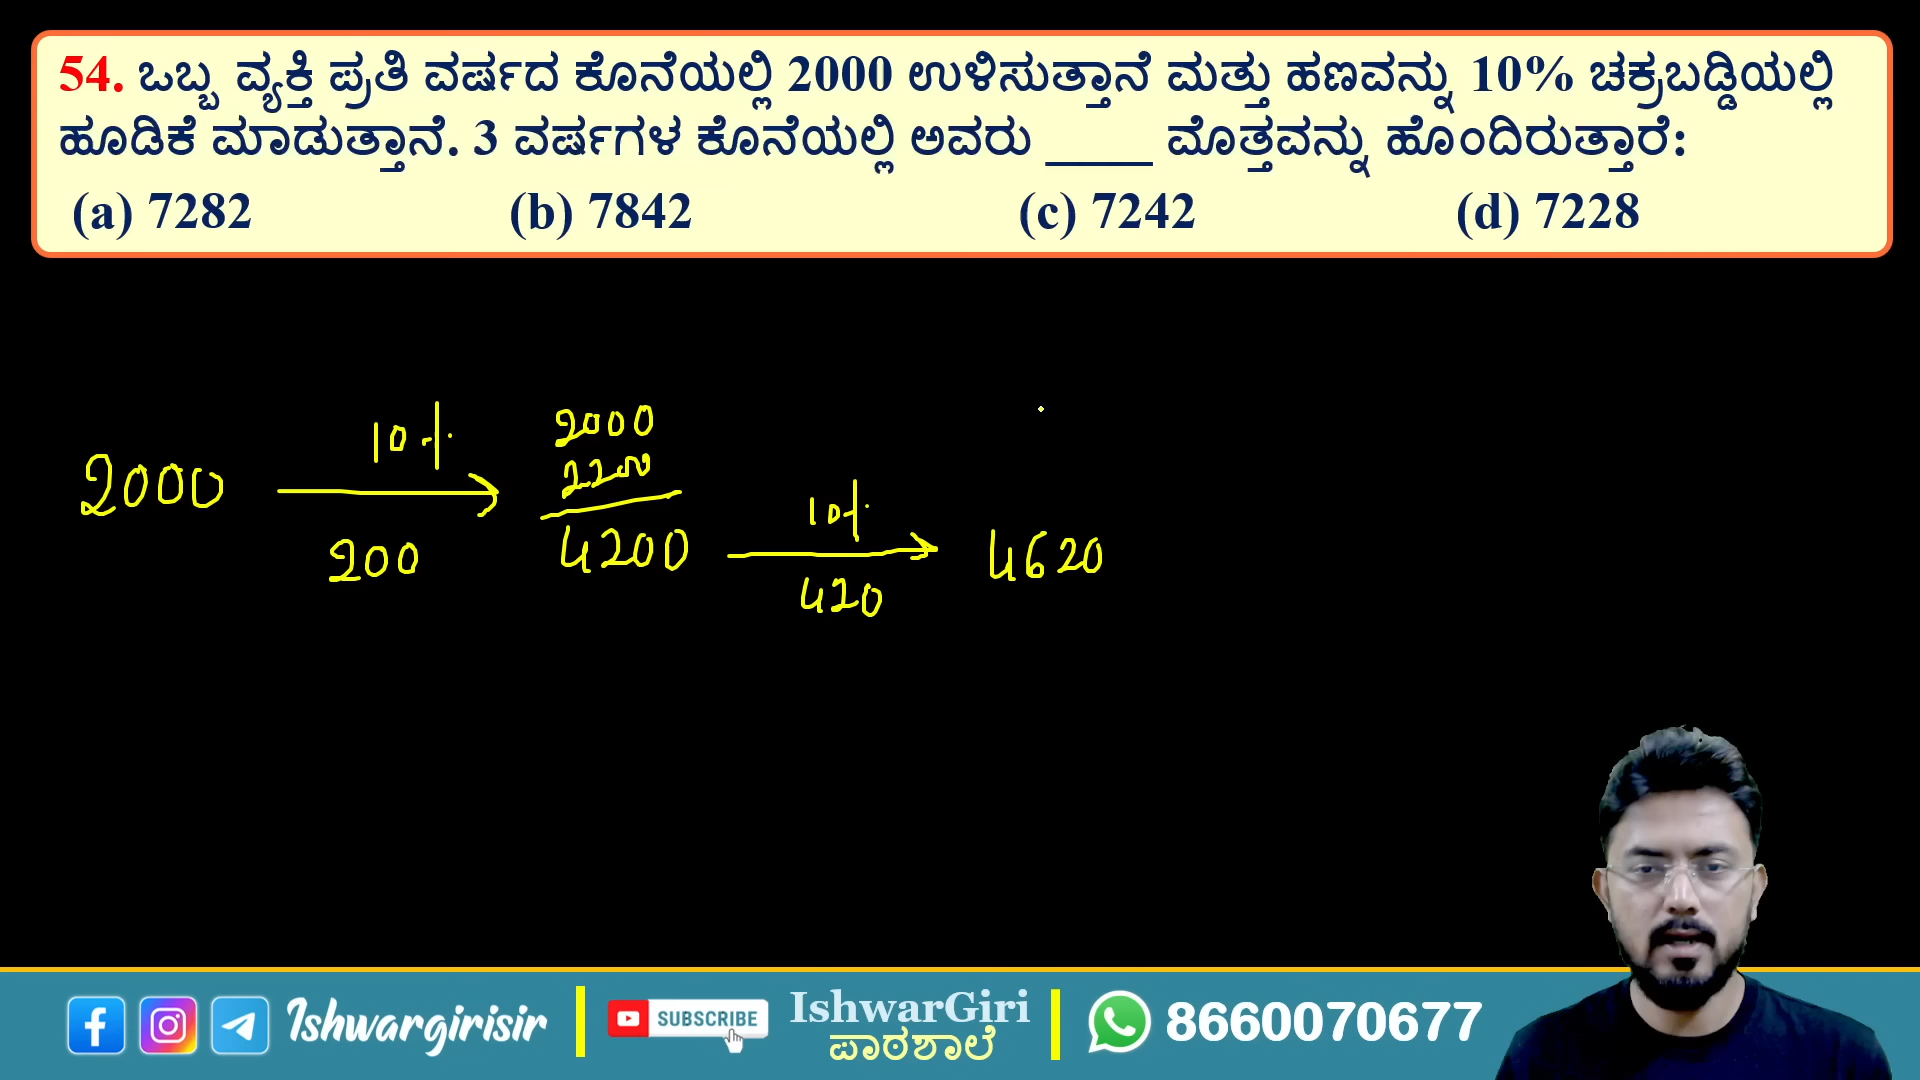 54. ಒಬ್ಬ ವ್ಯಕ್ತಿ ಪ್ರತಿ ವರ್ಷದ ಕೊನೆಯಲ್ಲಿ 2000 ಉಳಿಸುತ್ತಾನೆ ಮತ್ತು ಹಣವನ್ನು 10% ಚಕ್ರಬಡ್ಡಿಯಲ್ಲಿ
ಹೂಡಿಕೆ ಮಾಡುತ್ತಾನೆ. 3 ವರ್ಷಗಳ ಕೊನೆಯಲ್ಲಿ ಅವರು ____ ಮೊತ್ತವನ್ನು ಹೊಂದಿರುತ್ತಾರೆ:
(a) 7282 (b) 7842 (c) 7242 (d) 7228
2000
10%
200
2000
2200
4200
10%
420
4620
Ishwargirisir
SUBSCRIBE
IshwarGiri
ಪಾಠಶಾಲೆ
8660070677